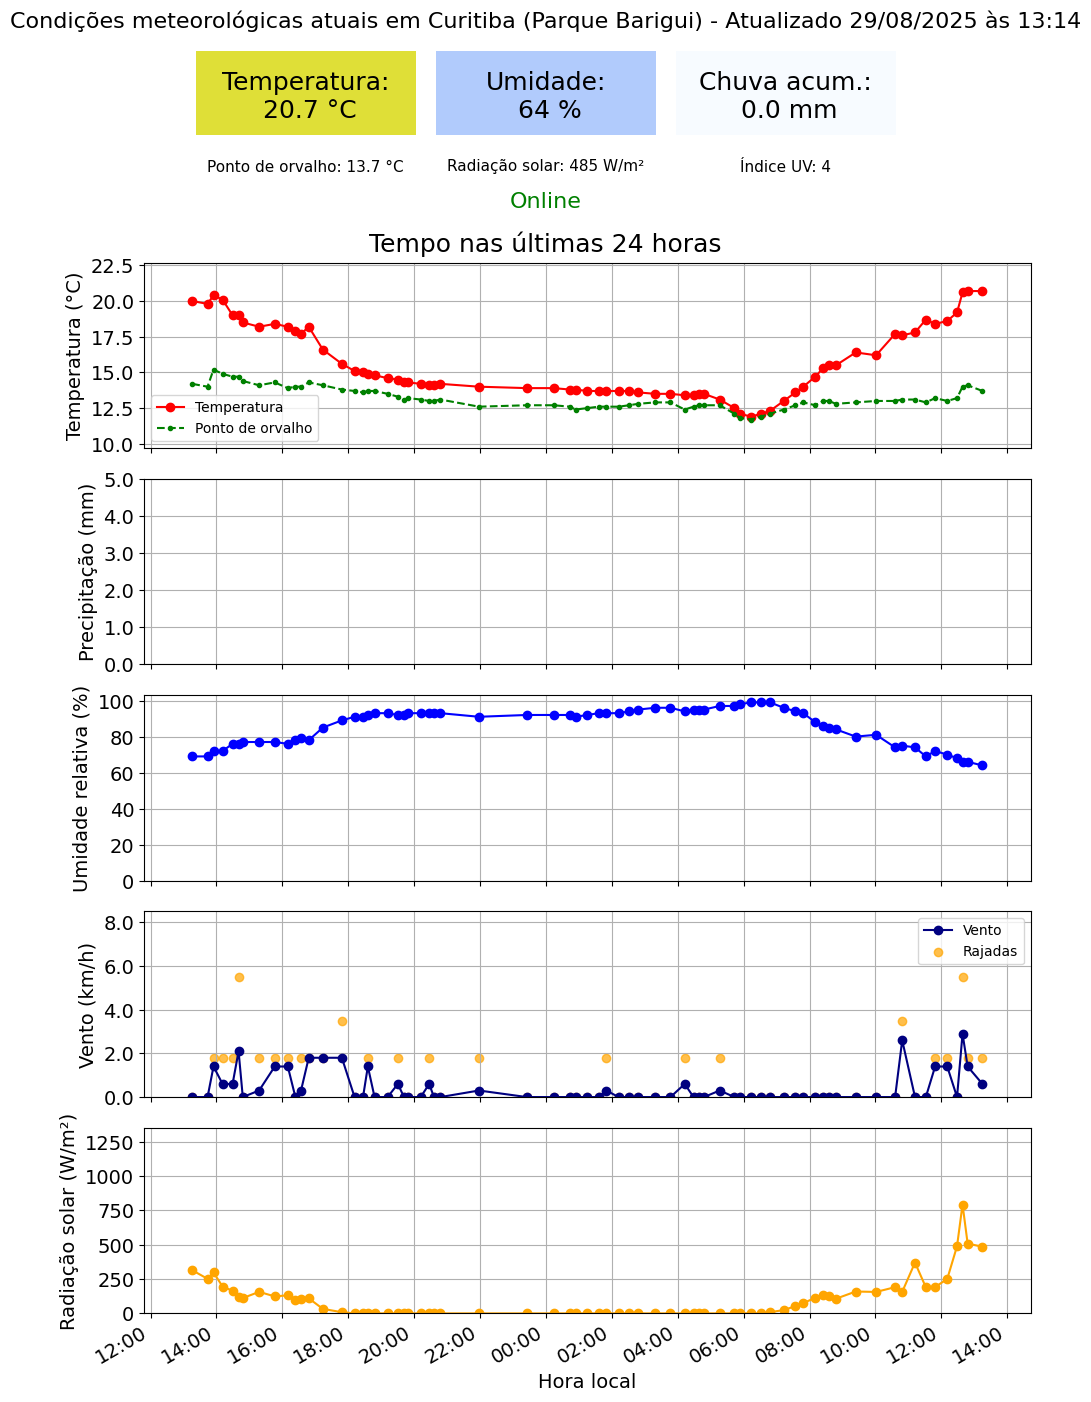 Condições meteorológicas atuais em Curitiba (Parque Barigui) - Atualizado 29/08/2025 às 13:14
Temperatura:
20.7 °C
Umidade:
64 %
Chuva acum.:
0.0 mm
Ponto de orvalho: 13.7 °C
Radiação solar: 485 W/m²
Índice UV: 4
Online
Tempo nas últimas 24 horas
Temperatura (°C)
22.5
20.0
17.5
15.0
12.5
10.0
Temperatura
Ponto de orvalho
Precipitação (mm)
5.0
4.0
3.0
2.0
1.0
0.0
Umidade relativa (%)
100
80
60
40
20
0
Vento (km/h)
8.0
6.0
4.0
2.0
0.0
Vento
Rajadas
Radiação solar (W/m²)
1250
1000
750
500
250
0
12:00
14:00
16:00
18:00
20:00
22:00
00:00
02:00
04:00
06:00
08:00
10:00
12:00
14:00
Hora local